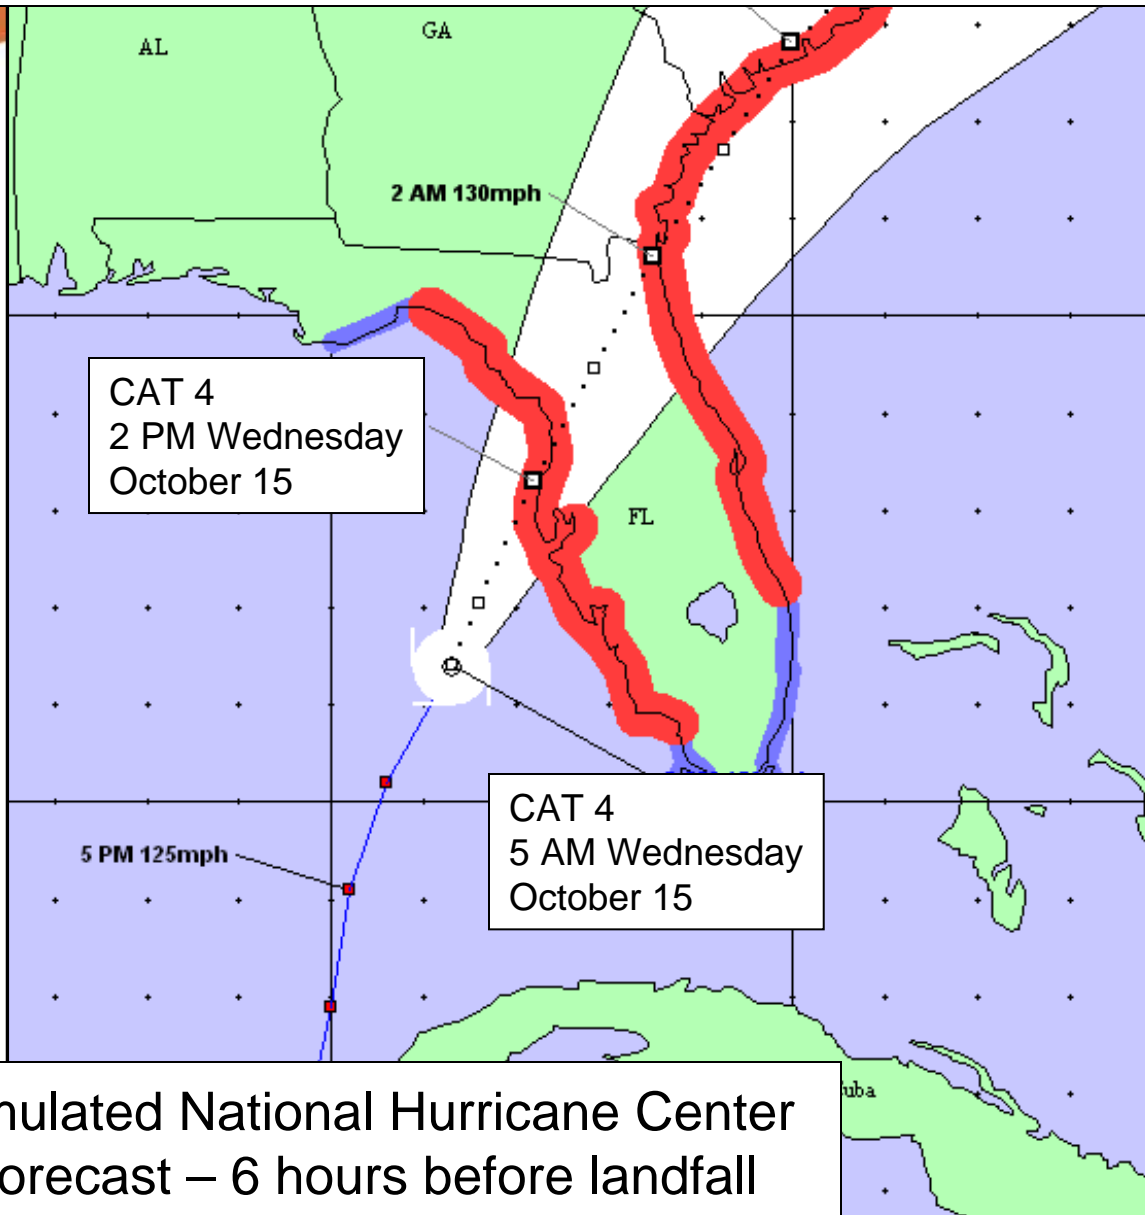 AL
GA
2 AM 130mph
CAT 4
2 PM Wednesday
October 15
FL
CAT 4
5 AM Wednesday
October 15
5 PM 125mph
uba
mulated National Hurricane Center
orecast – 6 hours before landfall